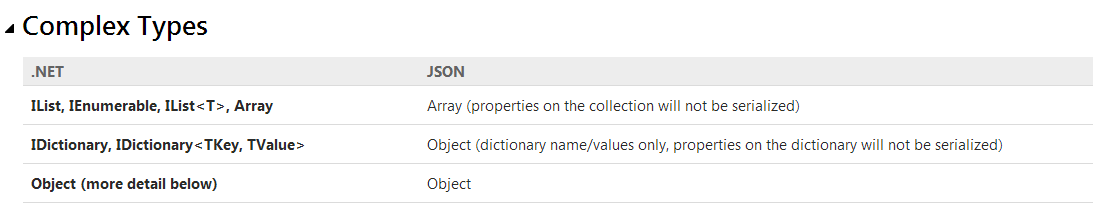 Complex Types
.NET JSON
IList, IEnumerable, IList<T>, Array Array (properties on the collection will not be serialized)
IDictionary, IDictionary<TKey, TValue> Object (dictionary name/values only, properties on the dictionary will not be serialized)
Object (more detail below) Object